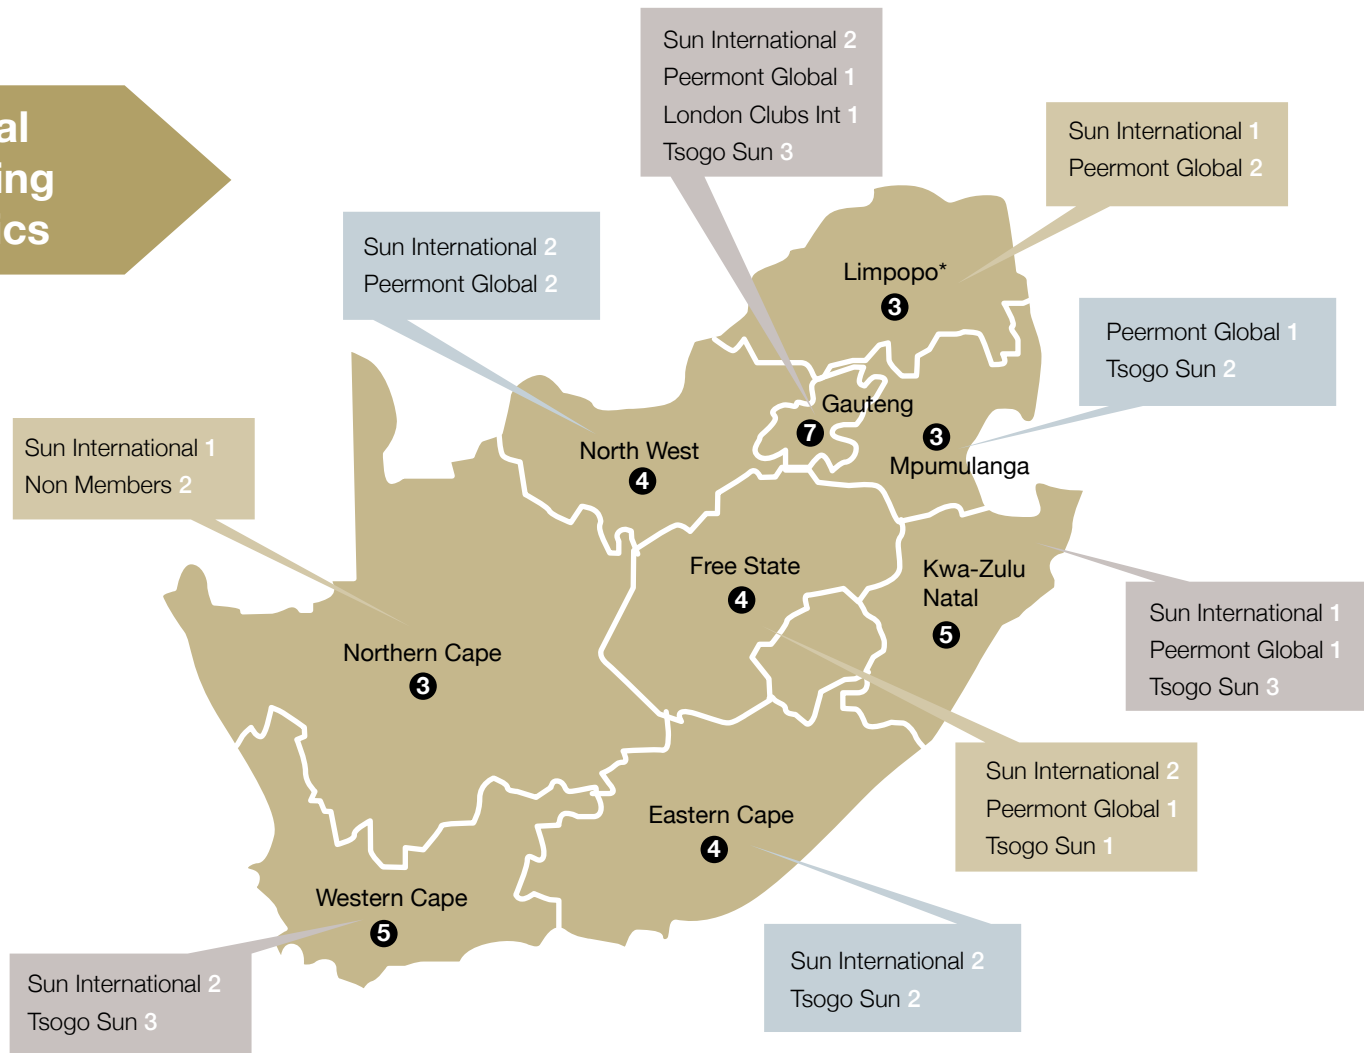 Sun International 2
Peermont Global 1
London Clubs Int 1
Tsogo Sun 3
Sun International 1
Peermont Global 2
Sun International 2
Peermont Global 2
Limpopo*
3
Peermont Global 1
Tsogo Sun 2
Gauteng
7
3
Mpumulanga
North West
4
Sun International 1
Non Members 2
Free State
4
Kwa-Zulu
Natal
5
Sun International 1
Peermont Global 1
Tsogo Sun 3
Northern Cape
3
Sun International 2
Peermont Global 1
Tsogo Sun 1
Eastern Cape
4
Western Cape
5
Sun International 2
Tsogo Sun 2
Sun International 2
Tsogo Sun 3